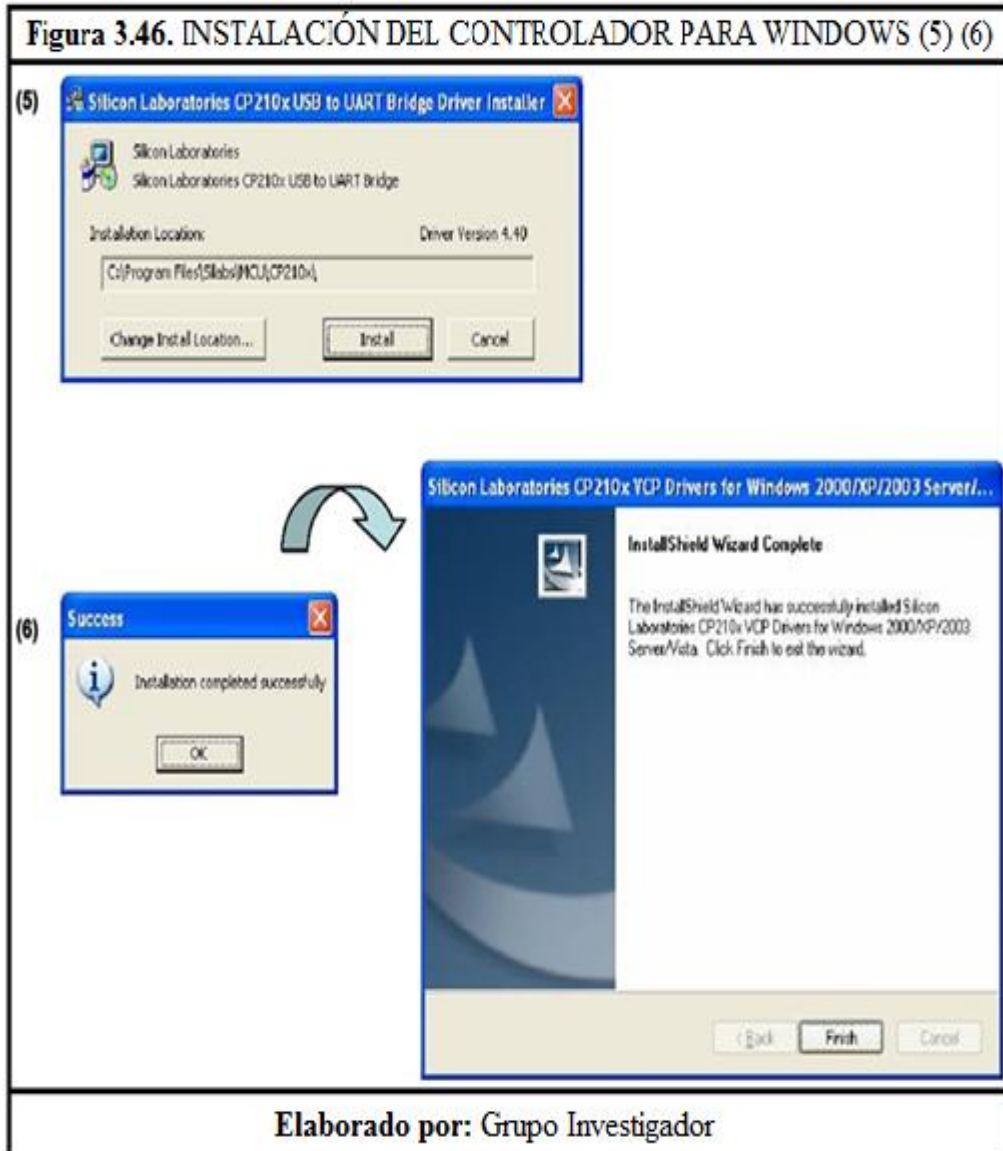 Figura 3.46. INSTALACIÓN DEL CONTROLADOR PARA WINDOWS (5) (6)
(5)
Silicon Laboratories CP210x USB to UART Bridge Driver Installer
Silicon Laboratories
Silicon Laboratories CP210x USB to UART Bridge
Installation Location:
Driver Version 4.40
C:\Program Files\Silabs\MCU\CP210x\
Change Install Location...
Install
Cancel
(6)
Success
Installation completed successfully
OK
Silicon Laboratories CP210x VCP Drivers for Windows 2000/XP/2003 Server/...
InstallShield Wizard Complete
The InstallShield Wizard has successfully installed Silicon
Laboratories CP210x VCP Drivers for Windows 2000/XP/2003
Server/Vista. Click Finish to exit the wizard.
< Back
Finish
Cancel
Elaborado por: Grupo Investigador